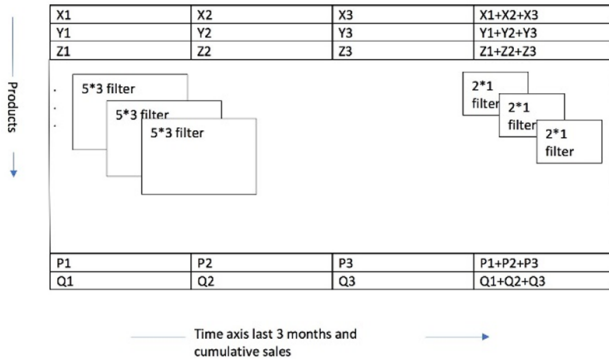 X1 X2 X3 X1+X2+X3
Y1 Y2 Y3 Y1+Y2+Y3
Z1 Z2 Z3 Z1+Z2+Z3
Products
5*3 filter
5*3 filter
5*3 filter
2*1
filter
2*1
filter
2*1
filter
P1 P2 P3 P1+P2+P3
Q1 Q2 Q3 Q1+Q2+Q3
Time axis last 3 months and
cumulative sales